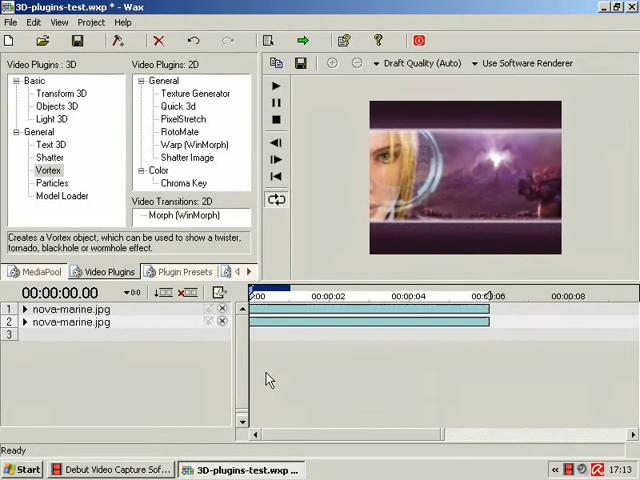 3D-plugins-test.wxp * - Wax
File Edit View Project Help
Draft Quality (Auto) Use Software Renderer
Video Plugins : 3D
Basic
Transform 3D
Objects 3D
Light 3D
General
Text 3D
Shatter
Vortex
Particles
Model Loader
Video Plugins: 2D
General
Texture Generator
Quick 3d
PixelStretch
RotoMate
Warp (WinMorph)
Shatter Image
Color
Chroma Key
Video Transitions: 2D
Morph (WinMorph)
Creates a Vortex object, which can be used to show a twister,
tornado, blackhole or wormhole effect.
MediaPool Video Plugins Plugin Presets
00:00:00.00 :0
:00 00:00:02 00:00:04 00:00:06 00:00:08
1 nova-marine.jpg
2 nova-marine.jpg
3
Ready
Start Debut Video Capture Sof... 3D-plugins-test.wxp ... « 17:13